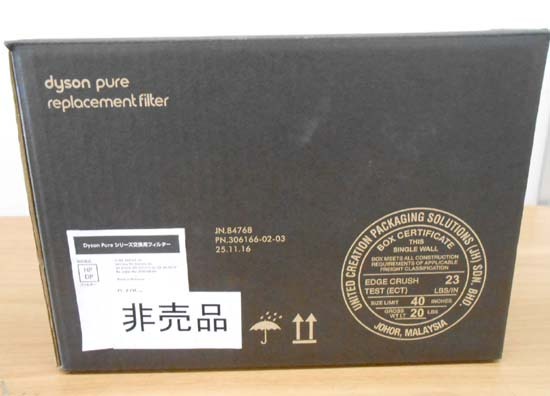 dyson pure
replacement filter
JN.84768
PN.306166-02-03
25.11.16
Dyson Pure シリーズ交換用フィルター
HP
DP
非売品
UNITED CREATION PACKAGING SOLUTIONS (JH) SDN. BHD
BOX CERTIFICATE
THIS
SINGLE WALL
BOX MEETS ALL CONSTRUCTION
REQUIREMENTS OF APPLICABLE
FREIGHT CLASSIFICATION
EDGE CRUSH 23
TEST (ECT) LBS/IN
SIZE LIMIT 40 INCHES
GROSS WT LT 20 LBS
JOHOR, MALAYSIA